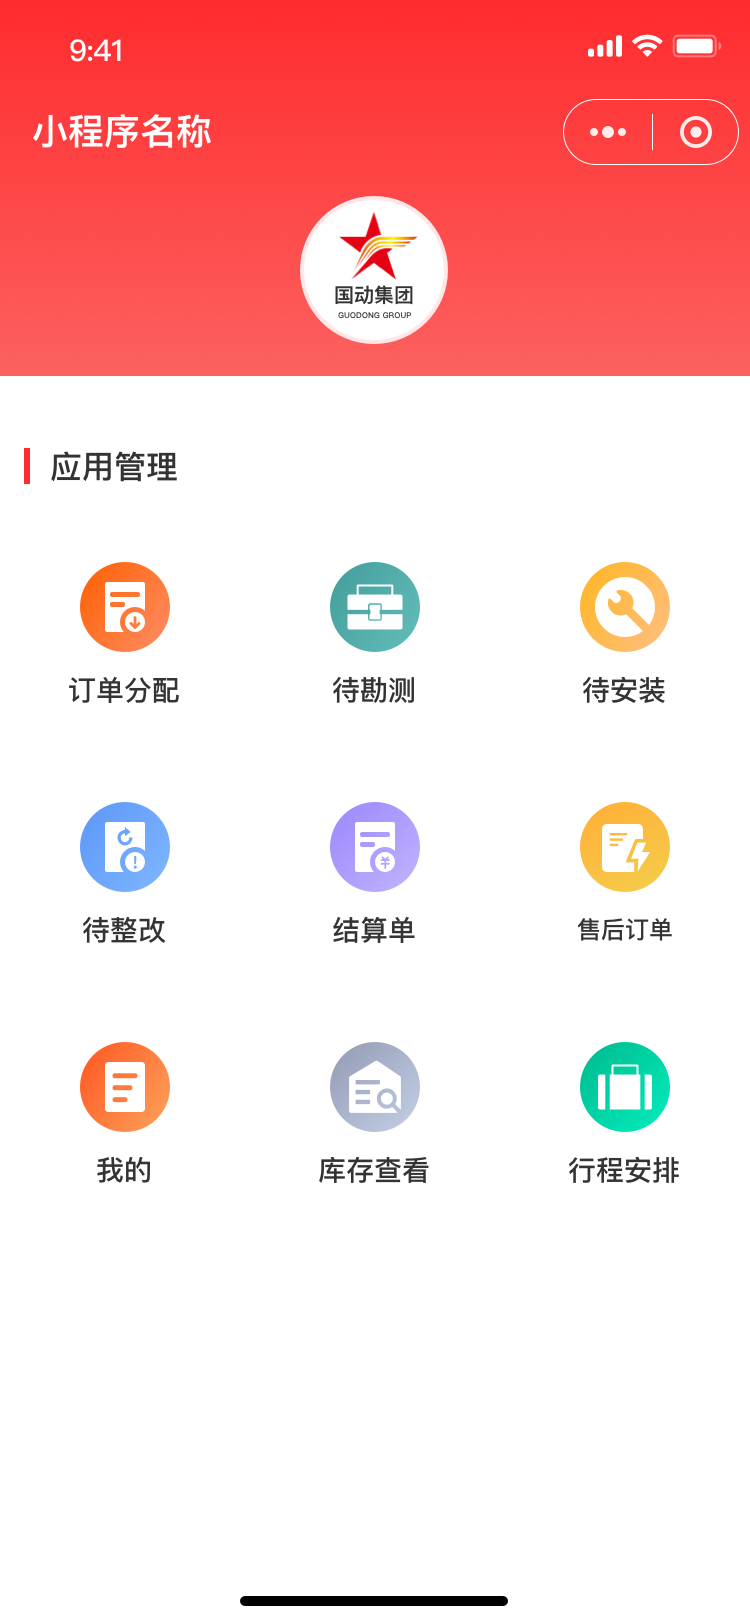 9:41
小程序名称
国动集团
GUODONG GROUP
应用管理
订单分配
待勘测
待安装
待整改
结算单
售后订单
我的
库存查看
行程安排